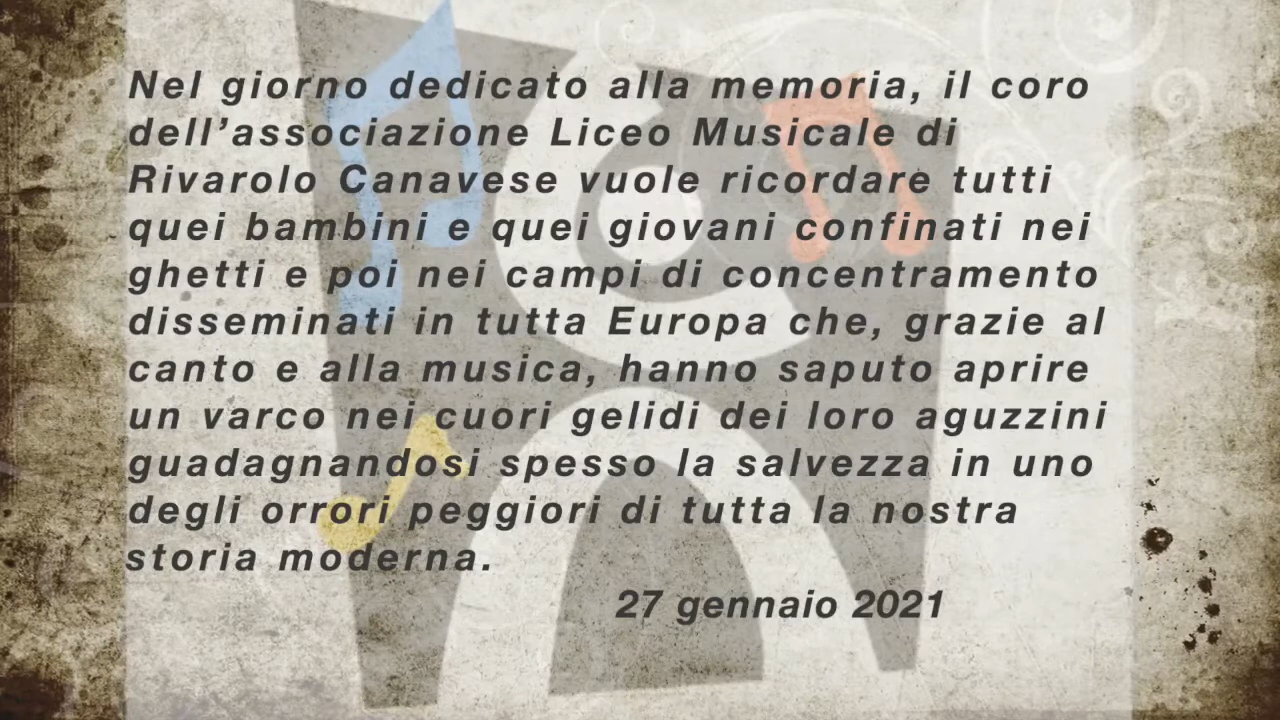 Nel giorno dedicato alla memoria, il coro
dell’associazione Liceo Musicale di
Rivarolo Canavese vuole ricordare tutti
quei bambini e quei giovani confinati nei
ghetti e poi nei campi di concentramento
disseminati in tutta Europa che, grazie al
canto e alla musica, hanno saputo aprire
un varco nei cuori gelidi dei loro aguzzini
guadagnandosi spesso la salvezza in uno
degli orrori peggiori di tutta la nostra
storia moderna.
27 gennaio 2021